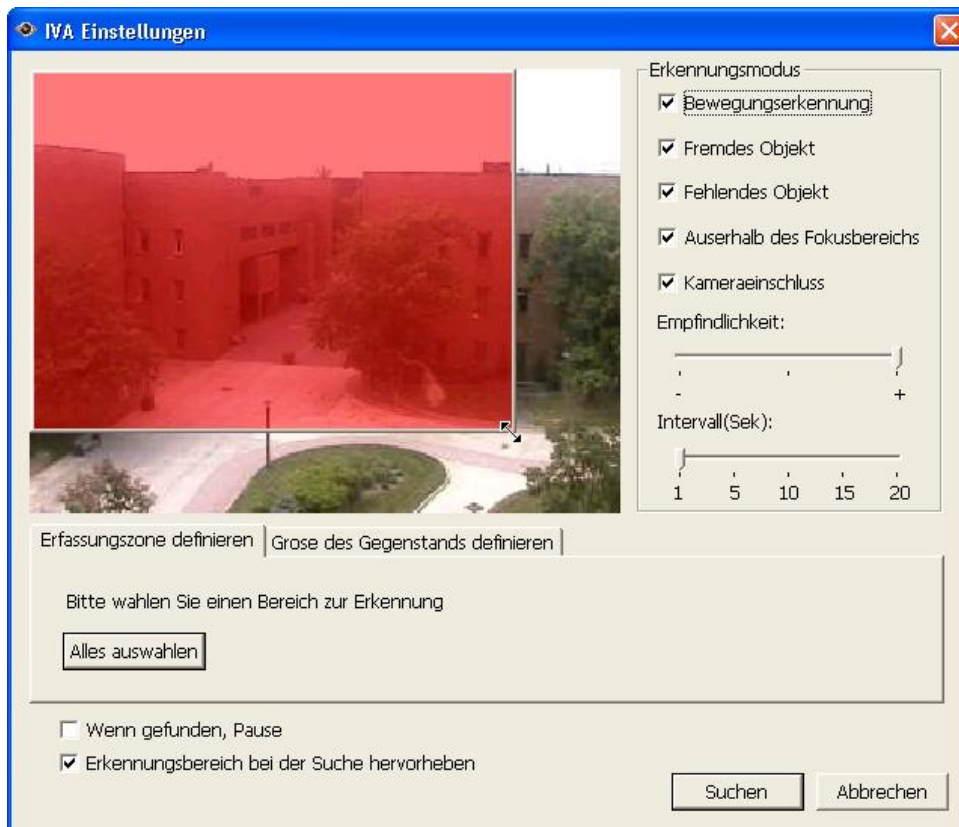 IVA Einstellungen
Erkennungsmodus
Bewegungserkennung
Fremdes Objekt
Fehlendes Objekt
Auserhalb des Fokusbereichs
Kameraeinschluss
Empfindlichkeit:
- +
Intervall(Sek):
1 5 10 15 20
Erfassungszone definieren Grose des Gegenstands definieren
Bitte wahlen Sie einen Bereich zur Erkennung
Alles auswahlen
Wenn gefunden, Pause
Erkennungsbereich bei der Suche hervorheben
Suchen Abbrechen